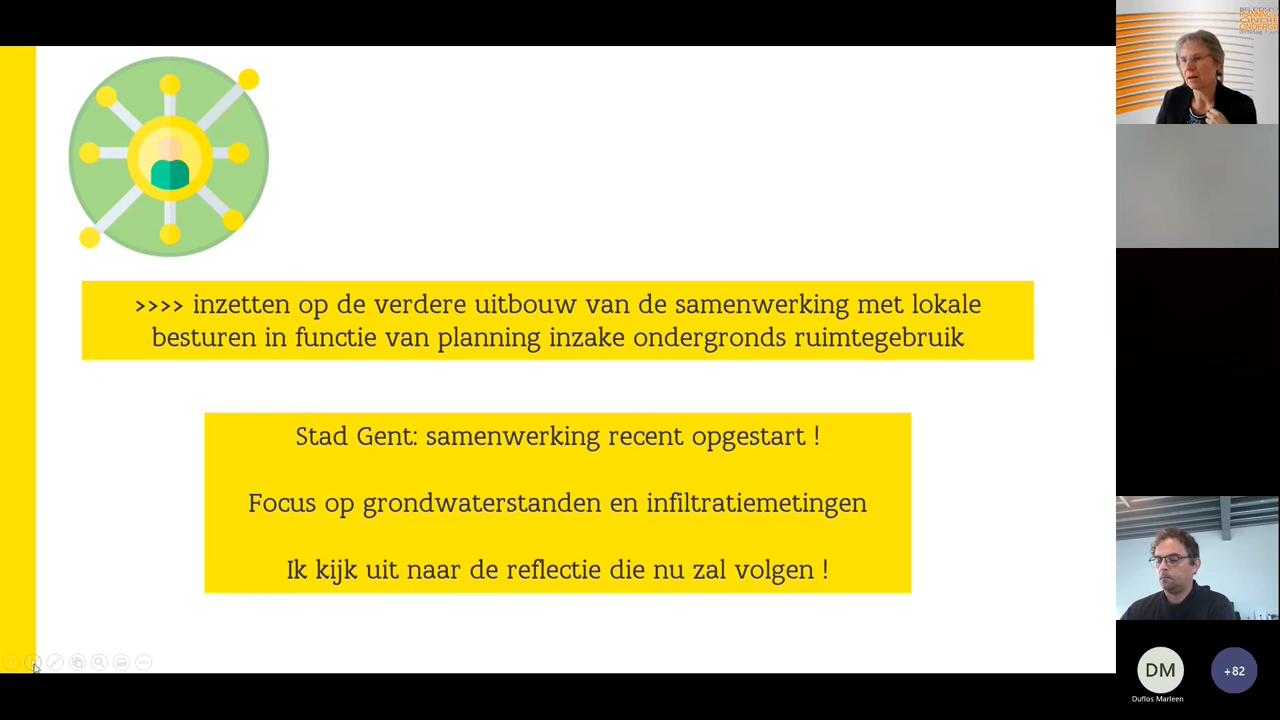 >>>> inzetten op de verdere uitbouw van de samenwerking met lokale
besturen in functie van planning inzake ondergronds ruimtegebruik
Stad Gent: samenwerking recent opgestart !
Focus op grondwaterstanden en infiltratiemetingen
Ik kijk uit naar de reflectie die nu zal volgen !
DM
+82
Duflos Marleen